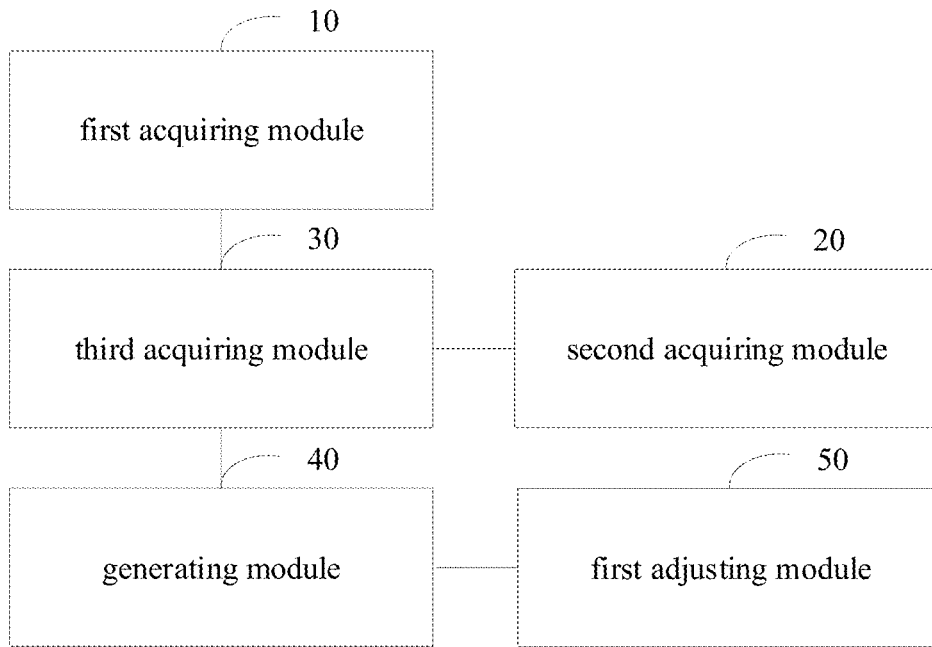 10
first acquiring module
30
20
third acquiring module
second acquiring module
40
50
generating module
first adjusting module